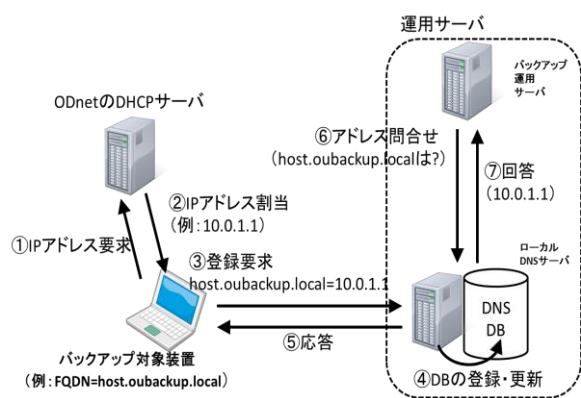 運用サーバ
バックアップ
運用
サーバ
ODnetのDHCPサーバ
⑥アドレス問合せ
(host.oubackup.localは?)
⑦回答
(10.0.1.1)
②IPアドレス割当
(例:10.0.1.1)
①IPアドレス要求
③登録要求
host.oubackup.local=10.0.1.1
ローカル
DNSサーバ
DNS
DB
⑤応答
④DBの登録・更新
バックアップ対象装置
(例:FQDN=host.oubackup.local)